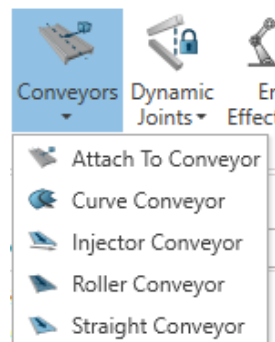 Conveyors
Dynamic
Joints
Attach To Conveyor
Curve Conveyor
Injector Conveyor
Roller Conveyor
Straight Conveyor